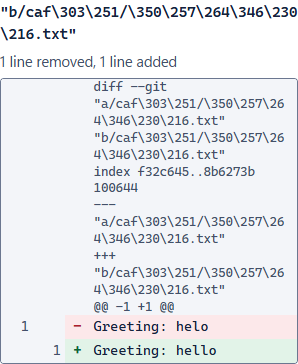 "b/caf\303\251/\350\257\264\346\230
\216.txt"
1 line removed, 1 line added
diff --git
"a/caf\303\251/\350\257\26
4\346\230\216.txt"
"b/caf\303\251/\350\257\26
4\346\230\216.txt"
index f32c645..8b6273b
100644
---
"a/caf\303\251/\350\257\26
4\346\230\216.txt"
+++
"b/caf\303\251/\350\257\26
4\346\230\216.txt"
@@ -1 +1 @@
1 - Greeting: helo
1 + Greeting: hello